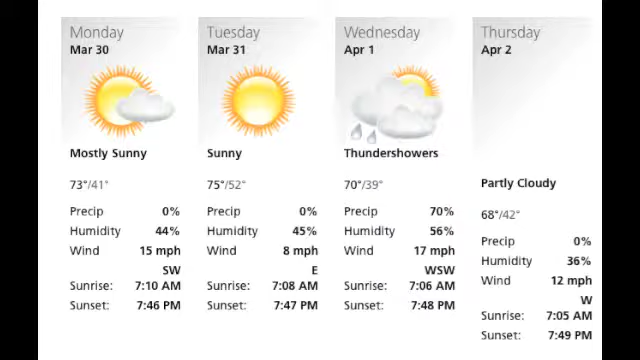 Monday
Mar 30
Mostly Sunny
73°/41°
Precip 0%
Humidity 44%
Wind 15 mph
SW
Sunrise: 7:10 AM
Sunset: 7:46 PM
Tuesday
Mar 31
Sunny
75°/52°
Precip 0%
Humidity 45%
Wind 8 mph
E
Sunrise: 7:08 AM
Sunset: 7:47 PM
Wednesday
Apr 1
Thundershowers
70°/39°
Precip 70%
Humidity 56%
Wind 17 mph
WSW
Sunrise: 7:06 AM
Sunset: 7:48 PM
Thursday
Apr 2
Partly Cloudy
68°/42°
Precip 0%
Humidity 36%
Wind 12 mph
W
Sunrise: 7:05 AM
Sunset: 7:49 PM